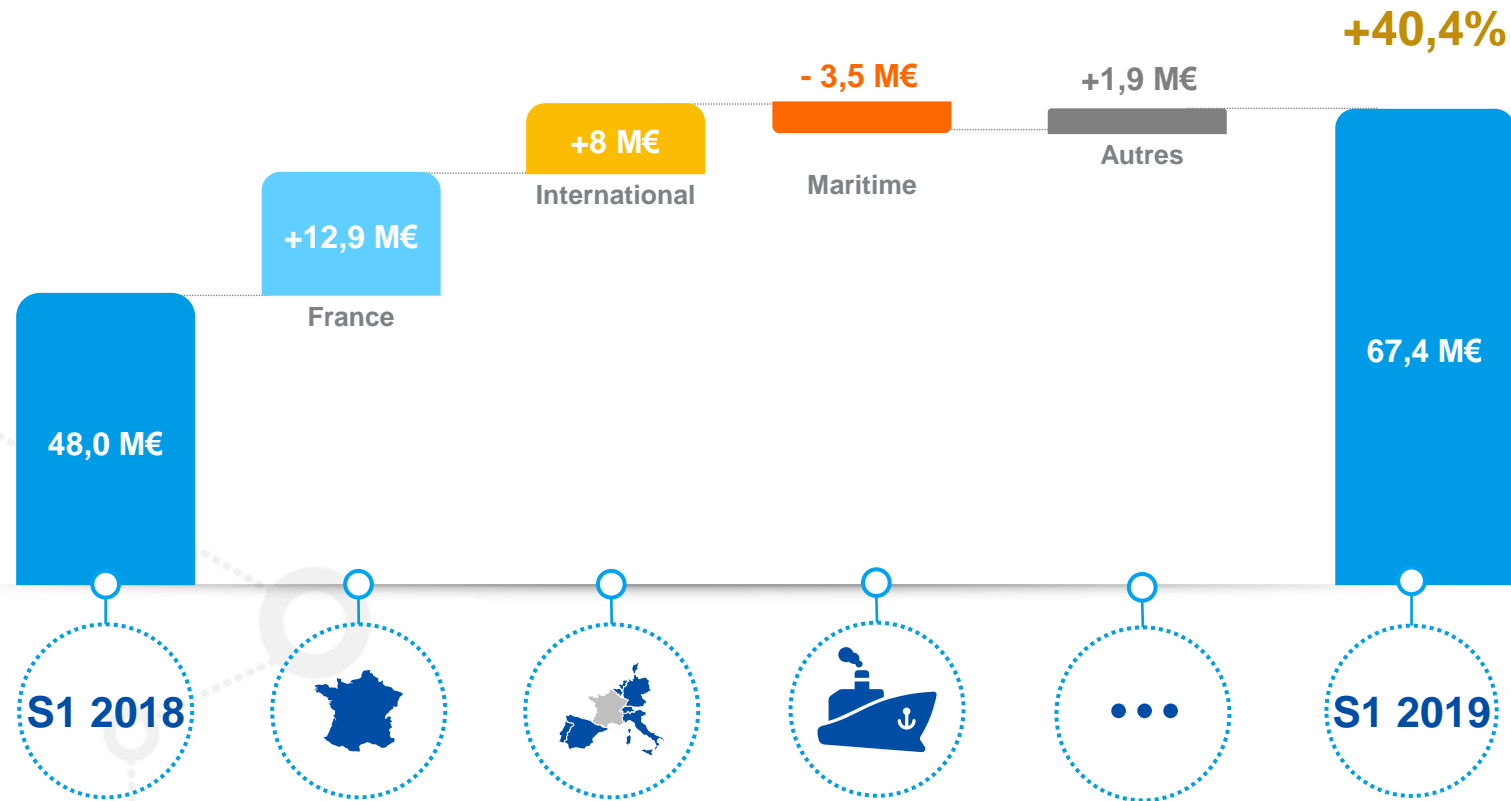 +40,4%
- 3,5 M€
+1,9 M€
+8 M€
Autres
International
Maritime
+12,9 M€
France
67,4 M€
48,0 M€
S1 2018
S1 2019